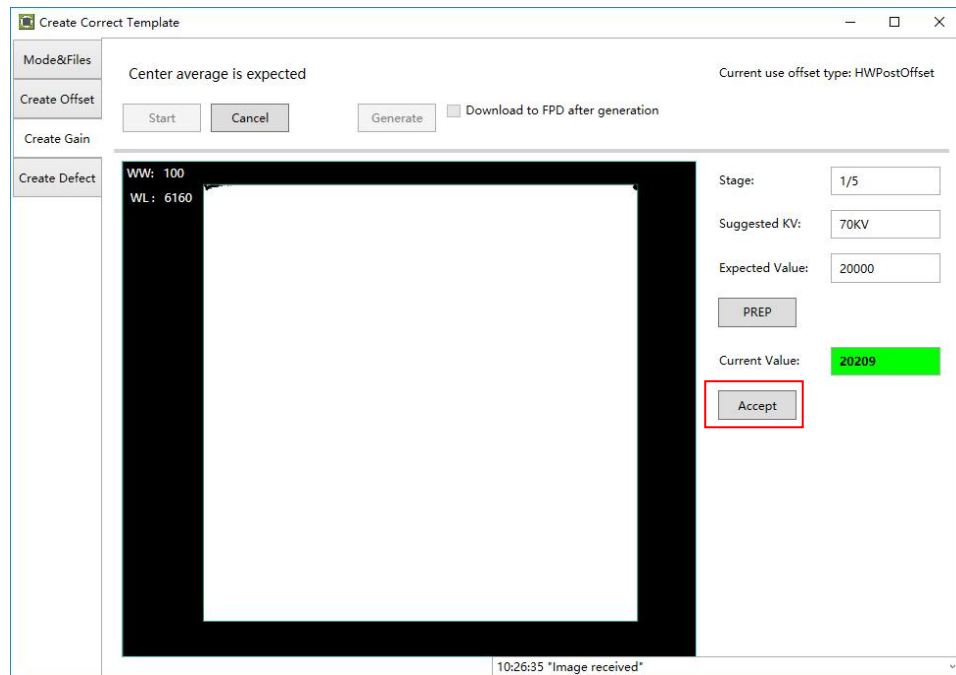 Create Correct Template
Mode&Files
Create Offset
Create Gain
Create Defect
Center average is expected
Current use offset type: HWPostOffset
Start
Cancel
Generate
Download to FPD after generation
WW: 100
WL: 6160
Stage:
1/5
Suggested KV:
70KV
Expected Value:
20000
PREP
Current Value:
20209
Accept
10:26:35 "Image received"